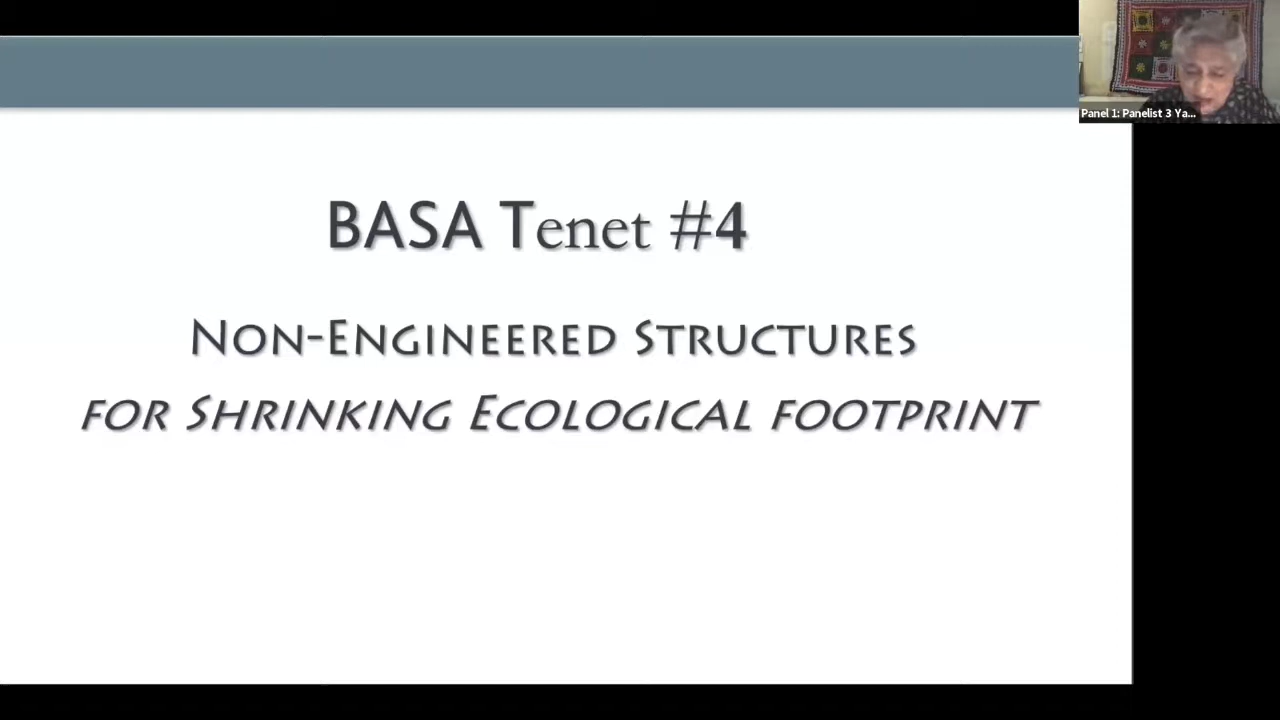 BASA Tenet #4
Non-Engineered Structures
for Shrinking Ecological footprint
Panel 1: Panelist 3 Ya...